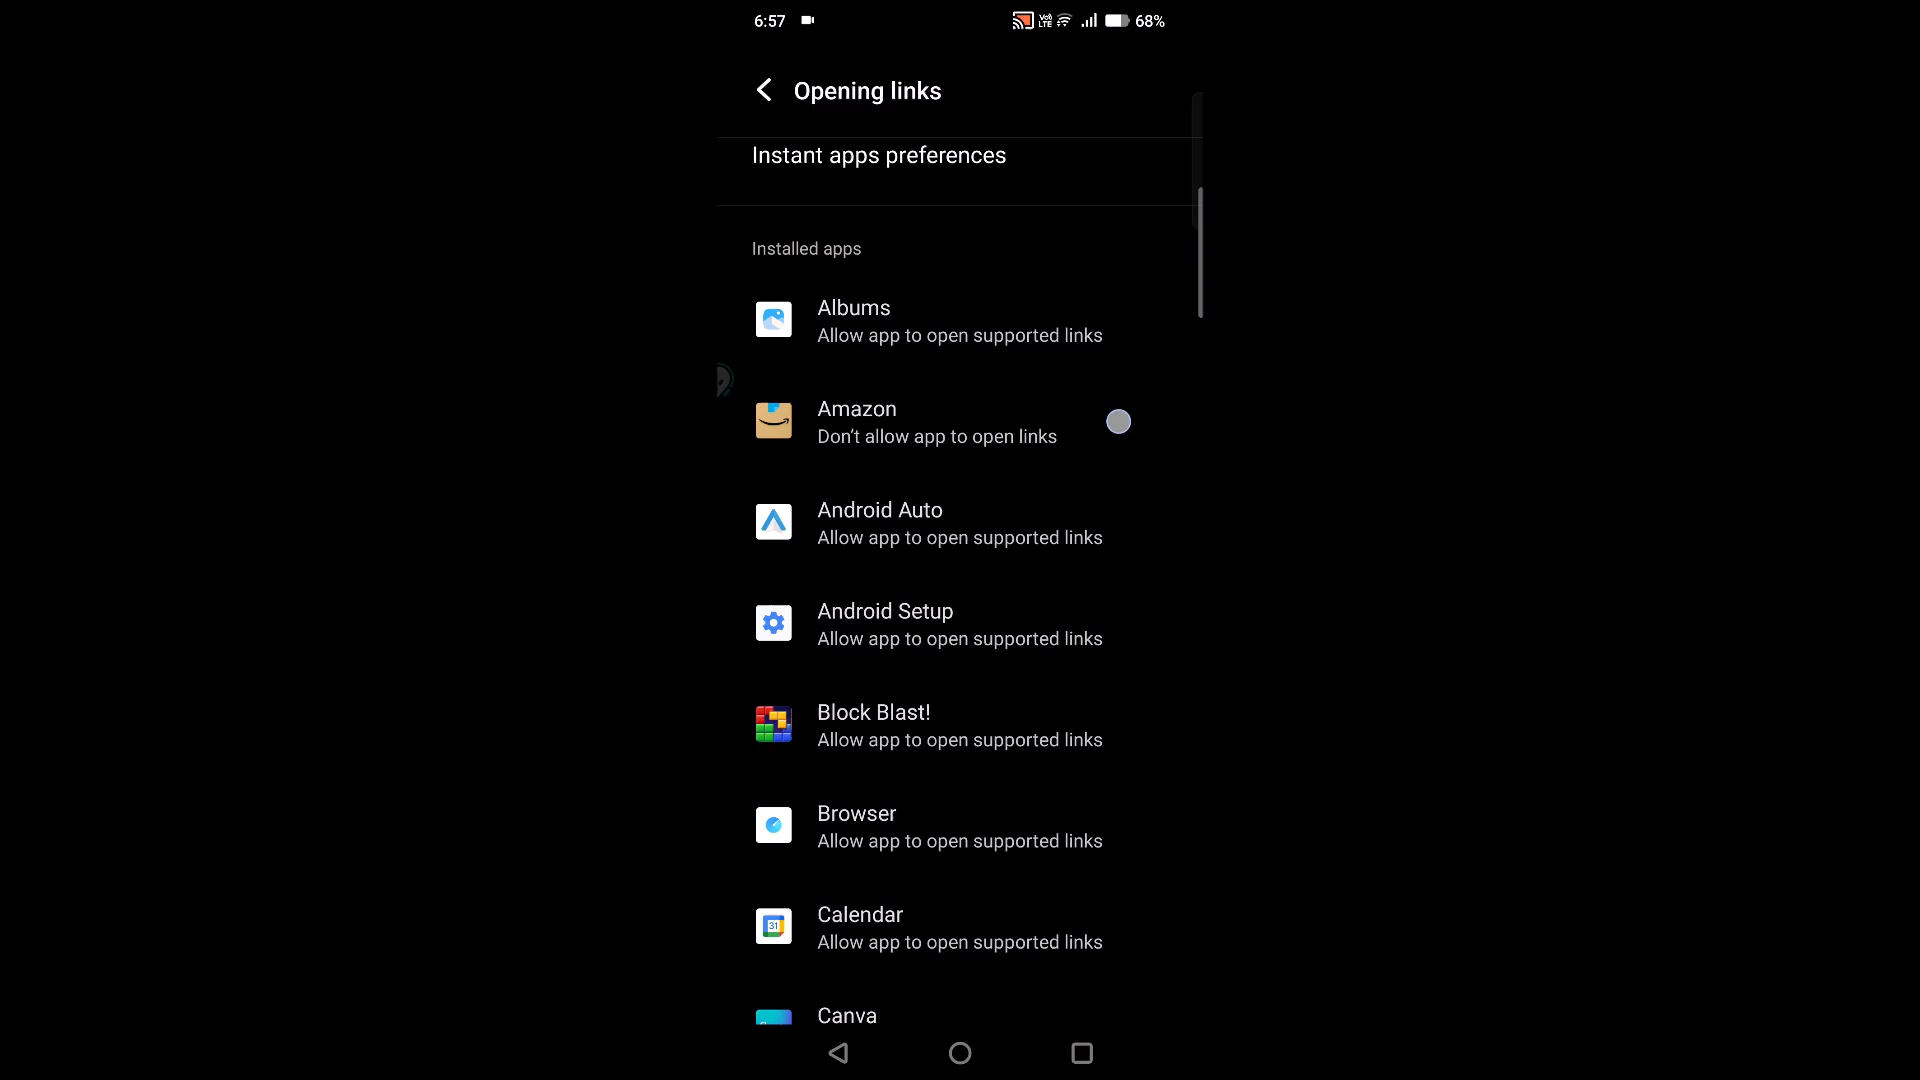 6:57
Vo) LTE
68%
Opening links
Instant apps preferences
Installed apps
Albums
Allow app to open supported links
Amazon
Don't allow app to open links
Android Auto
Allow app to open supported links
Android Setup
Allow app to open supported links
Block Blast!
Allow app to open supported links
Browser
Allow app to open supported links
31
Calendar
Allow app to open supported links
Canva